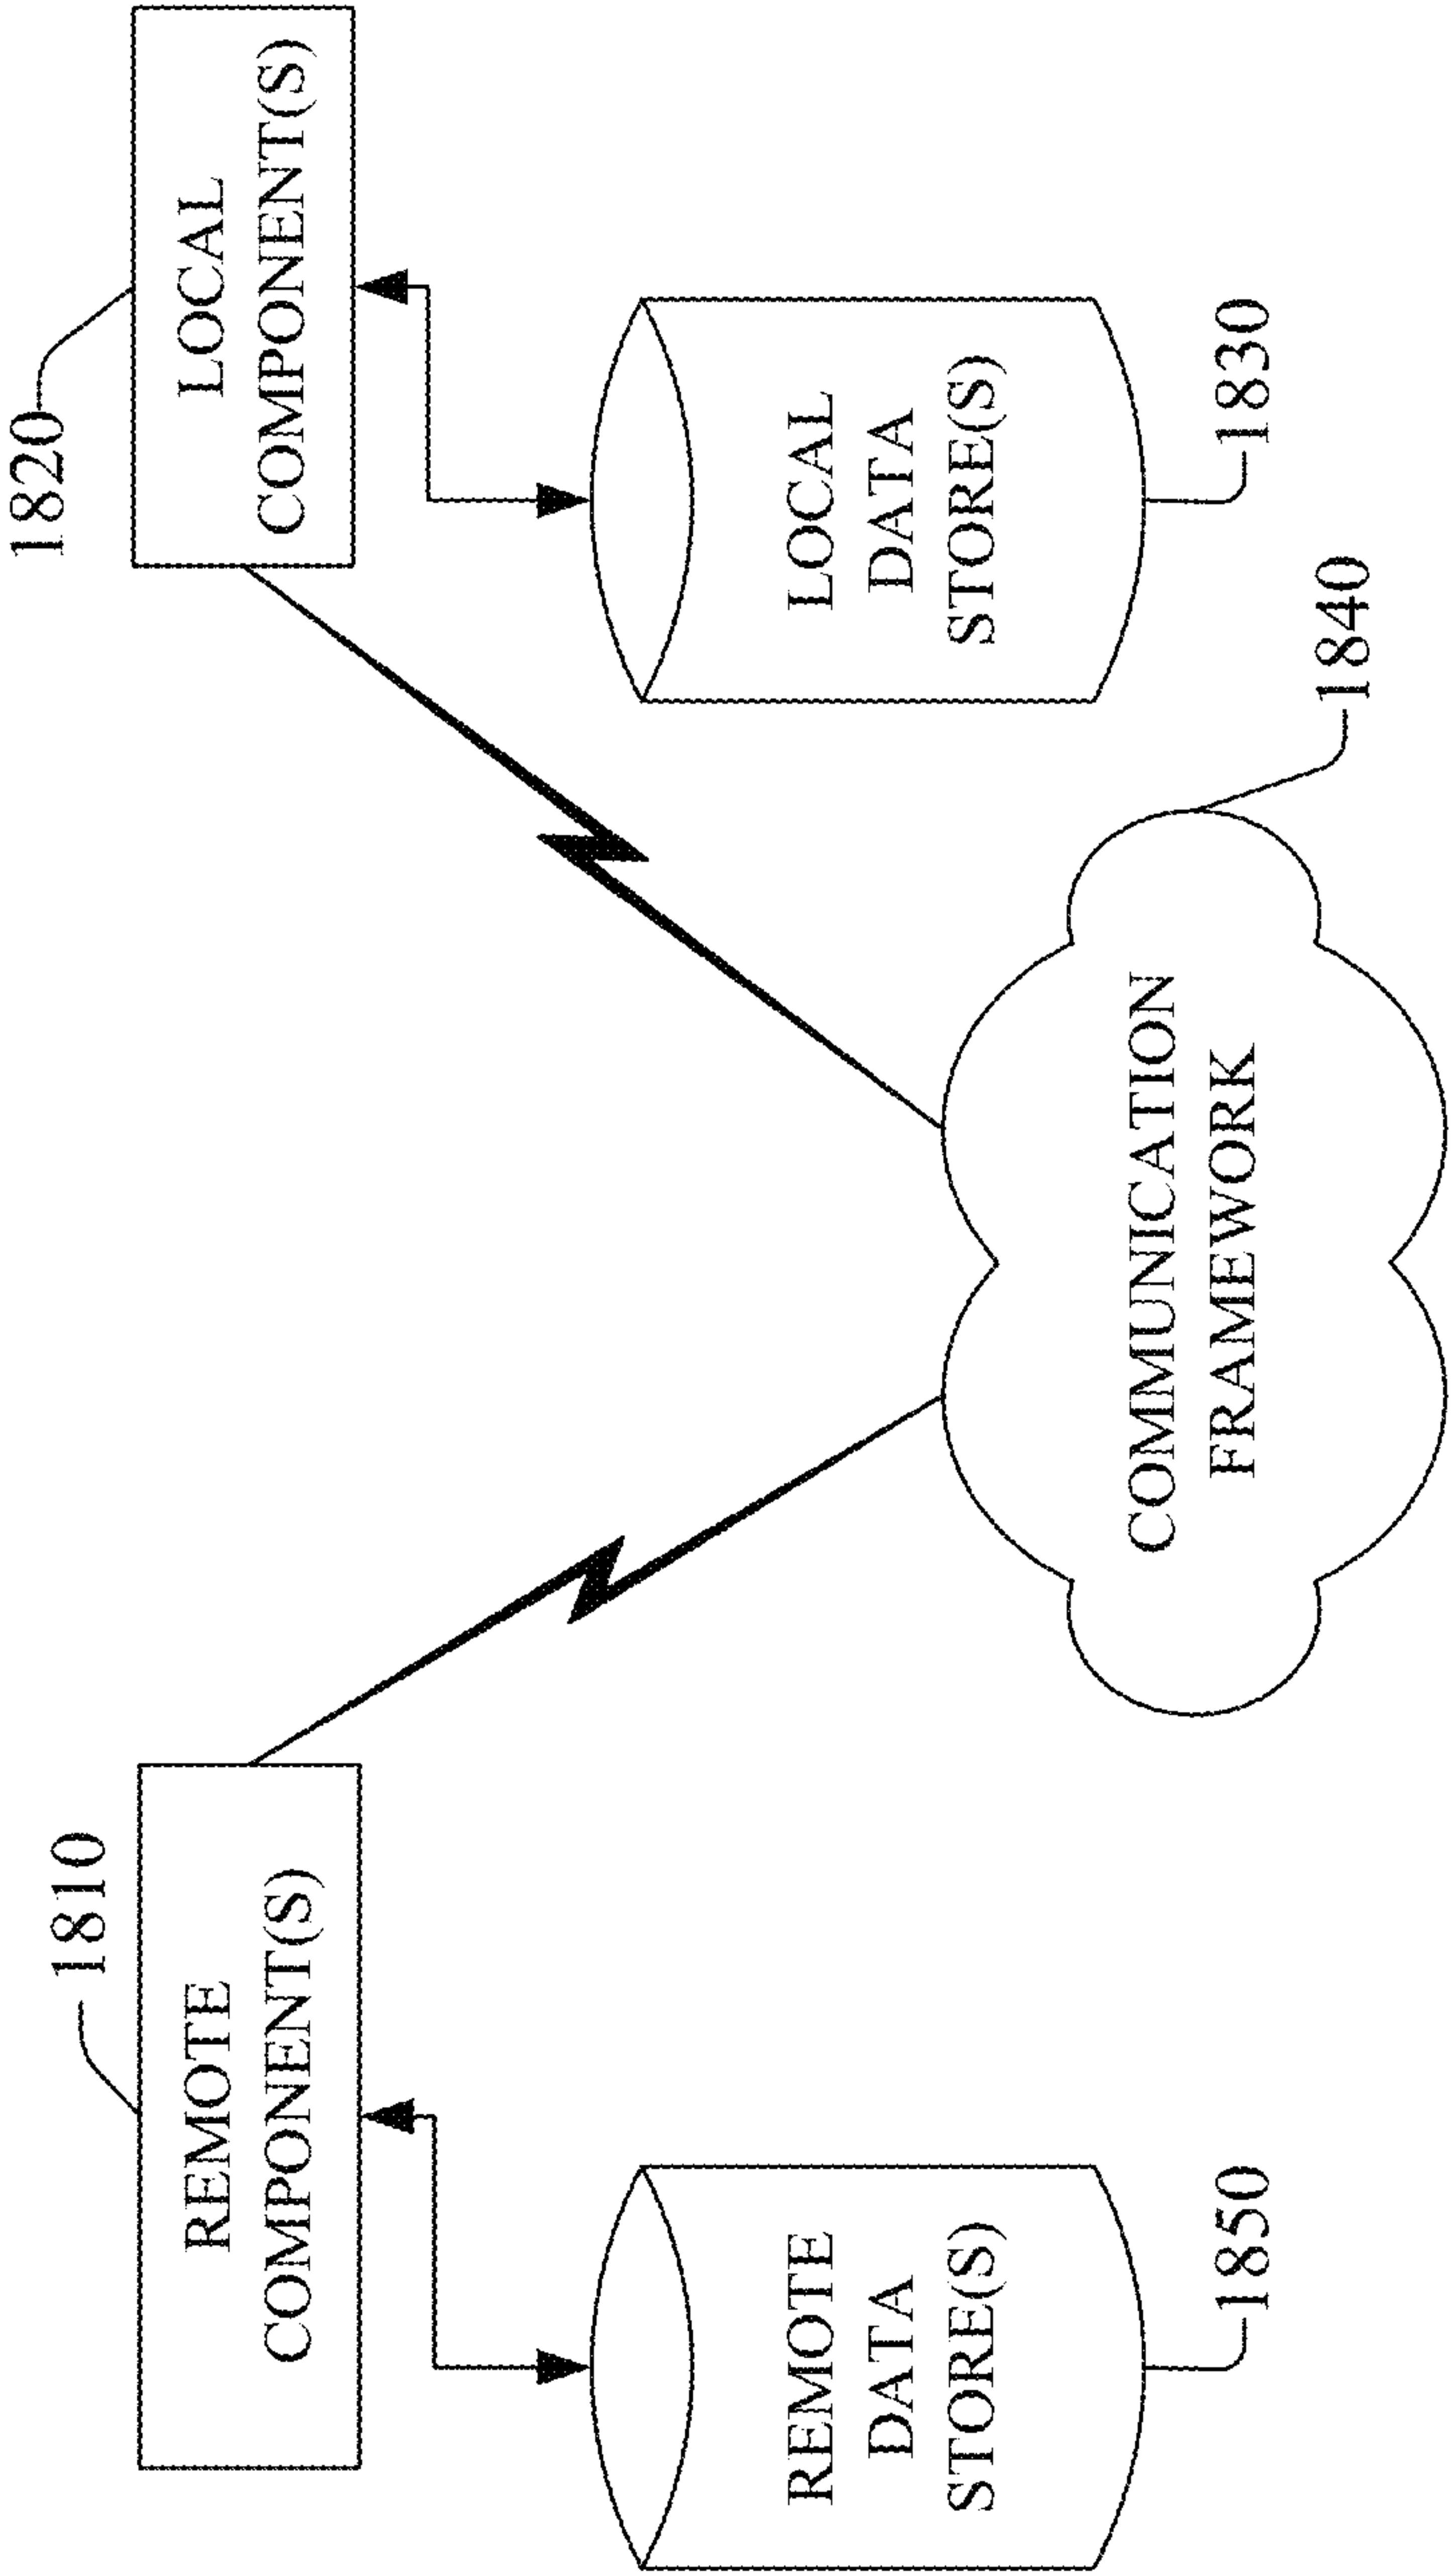 1810
REMOTE
COMPONENT(S)
1820
LOCAL
COMPONENT(S)
REMOTE
DATA
STORE(S)
1850
COMMUNICATION
FRAMEWORK
1840
LOCAL
DATA
STORE(S)
1830